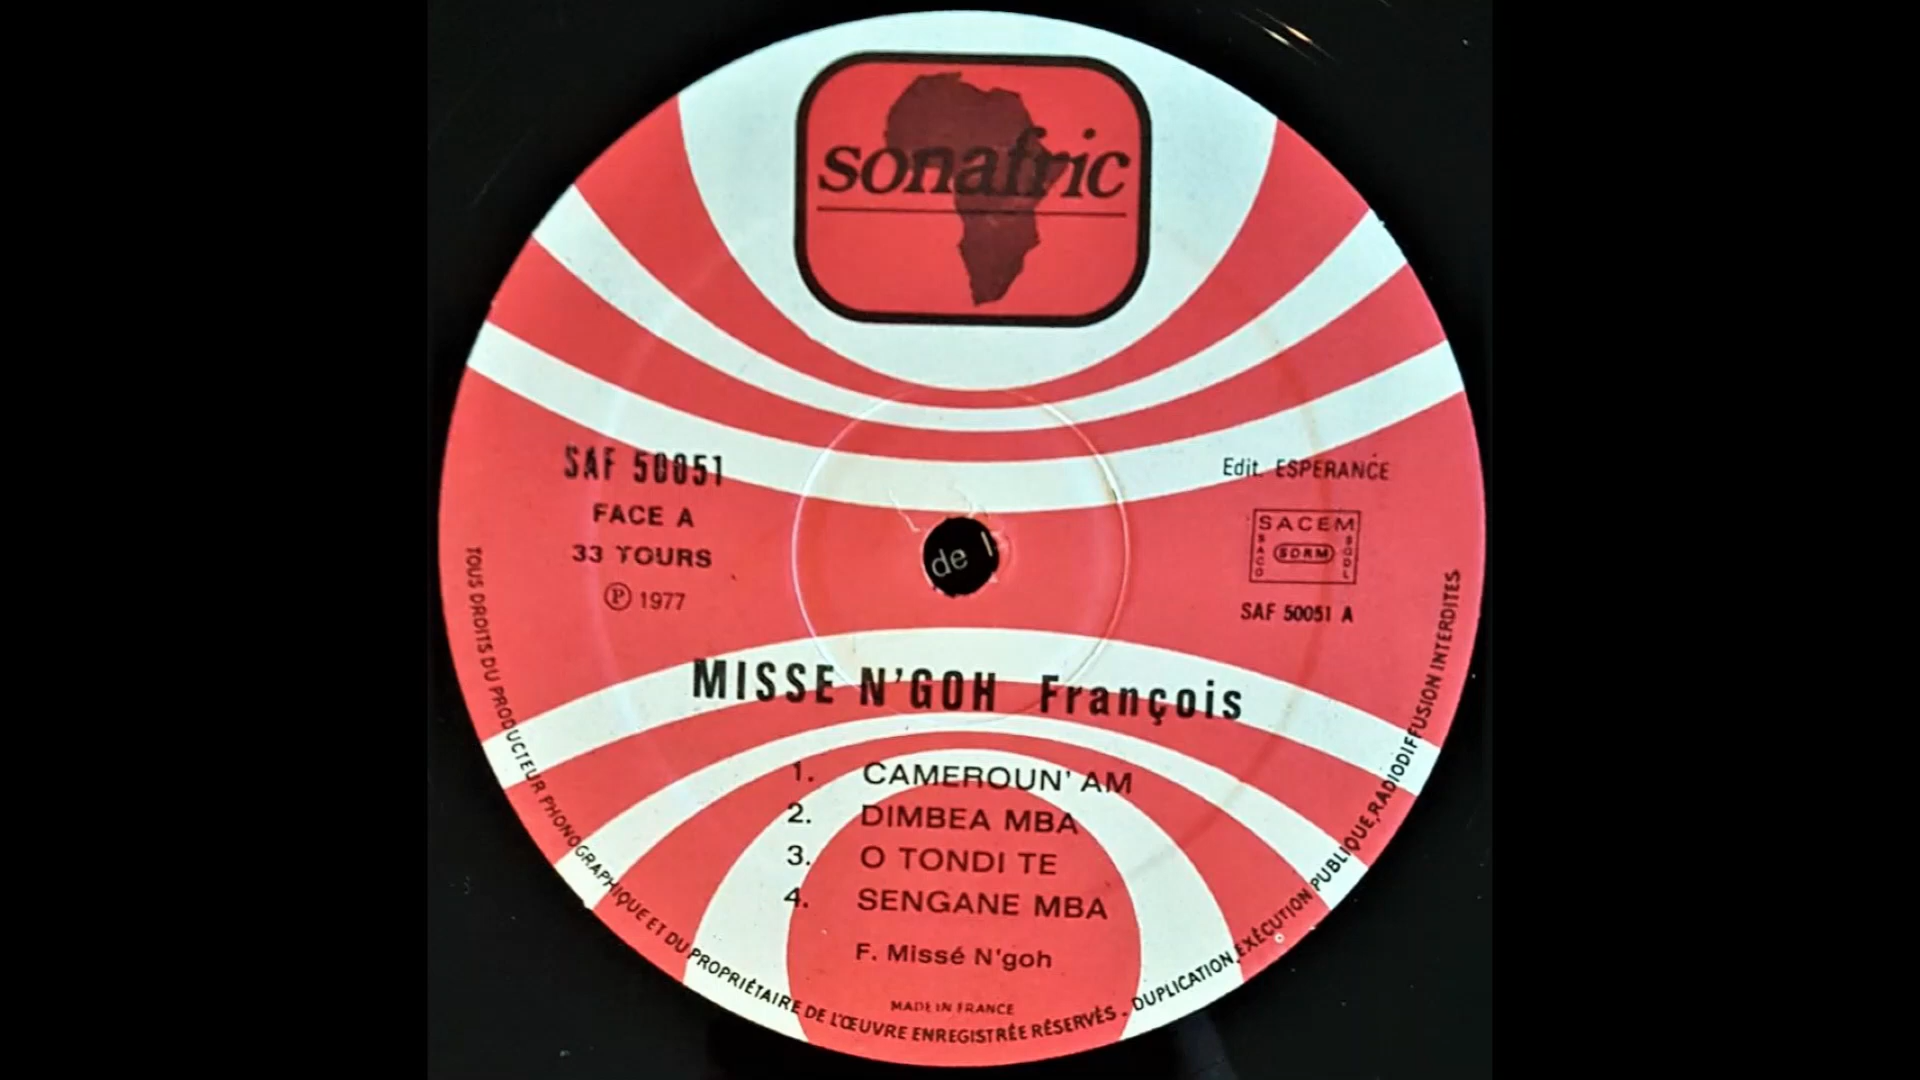 sonafric
SAF 50051
FACE A
33 TOURS
Ⓟ 1977
Edit. ESPERANCE
SACEM
SACD
SDRM
SGDL
SAF 50051 A
de l
MISSE N'GOH François
1. CAMEROUN' AM
2. DIMBEA MBA
3. O TONDI TE
4. SENGANE MBA
F. Missé N'goh
MADE IN FRANCE
TOUS DROITS DU PRODUCTEUR PHONOGRAPHIQUE ET DU PROPRIÉTAIRE DE L'ŒUVRE ENREGISTRÉE RÉSERVÉS - DUPLICATION, EXÉCUTION PUBLIQUE, RADIODIFFUSION INTERDITES